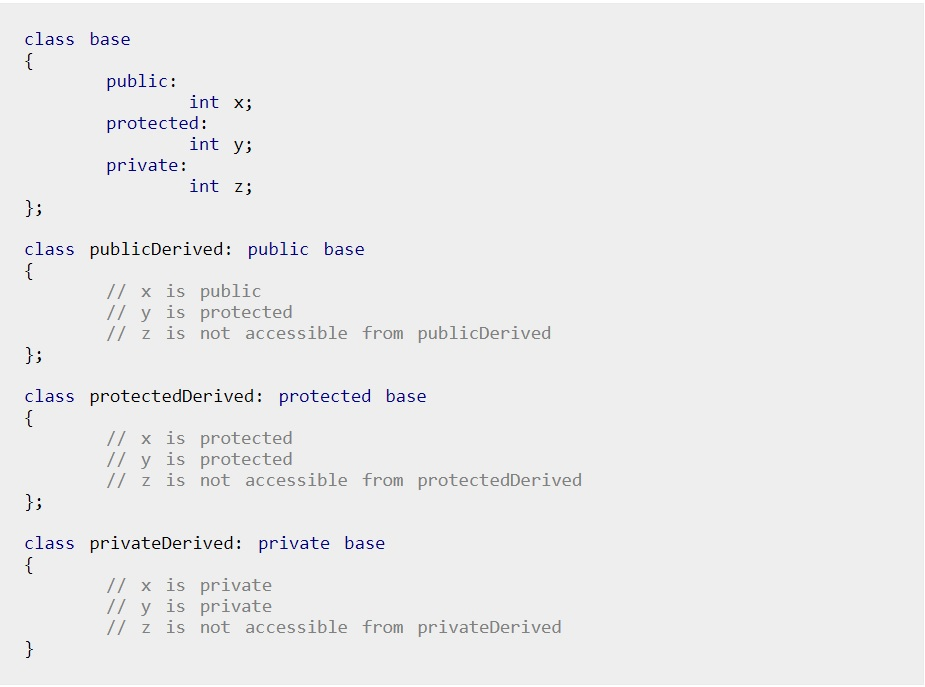 class base
{
public:
int x;
protected:
int y;
private:
int z;
};
class publicDerived: public base
{
// x is public
// y is protected
// z is not accessible from publicDerived
};
class protectedDerived: protected base
{
// x is protected
// y is protected
// z is not accessible from protectedDerived
};
class privateDerived: private base
{
// x is private
// y is private
// z is not accessible from privateDerived
}